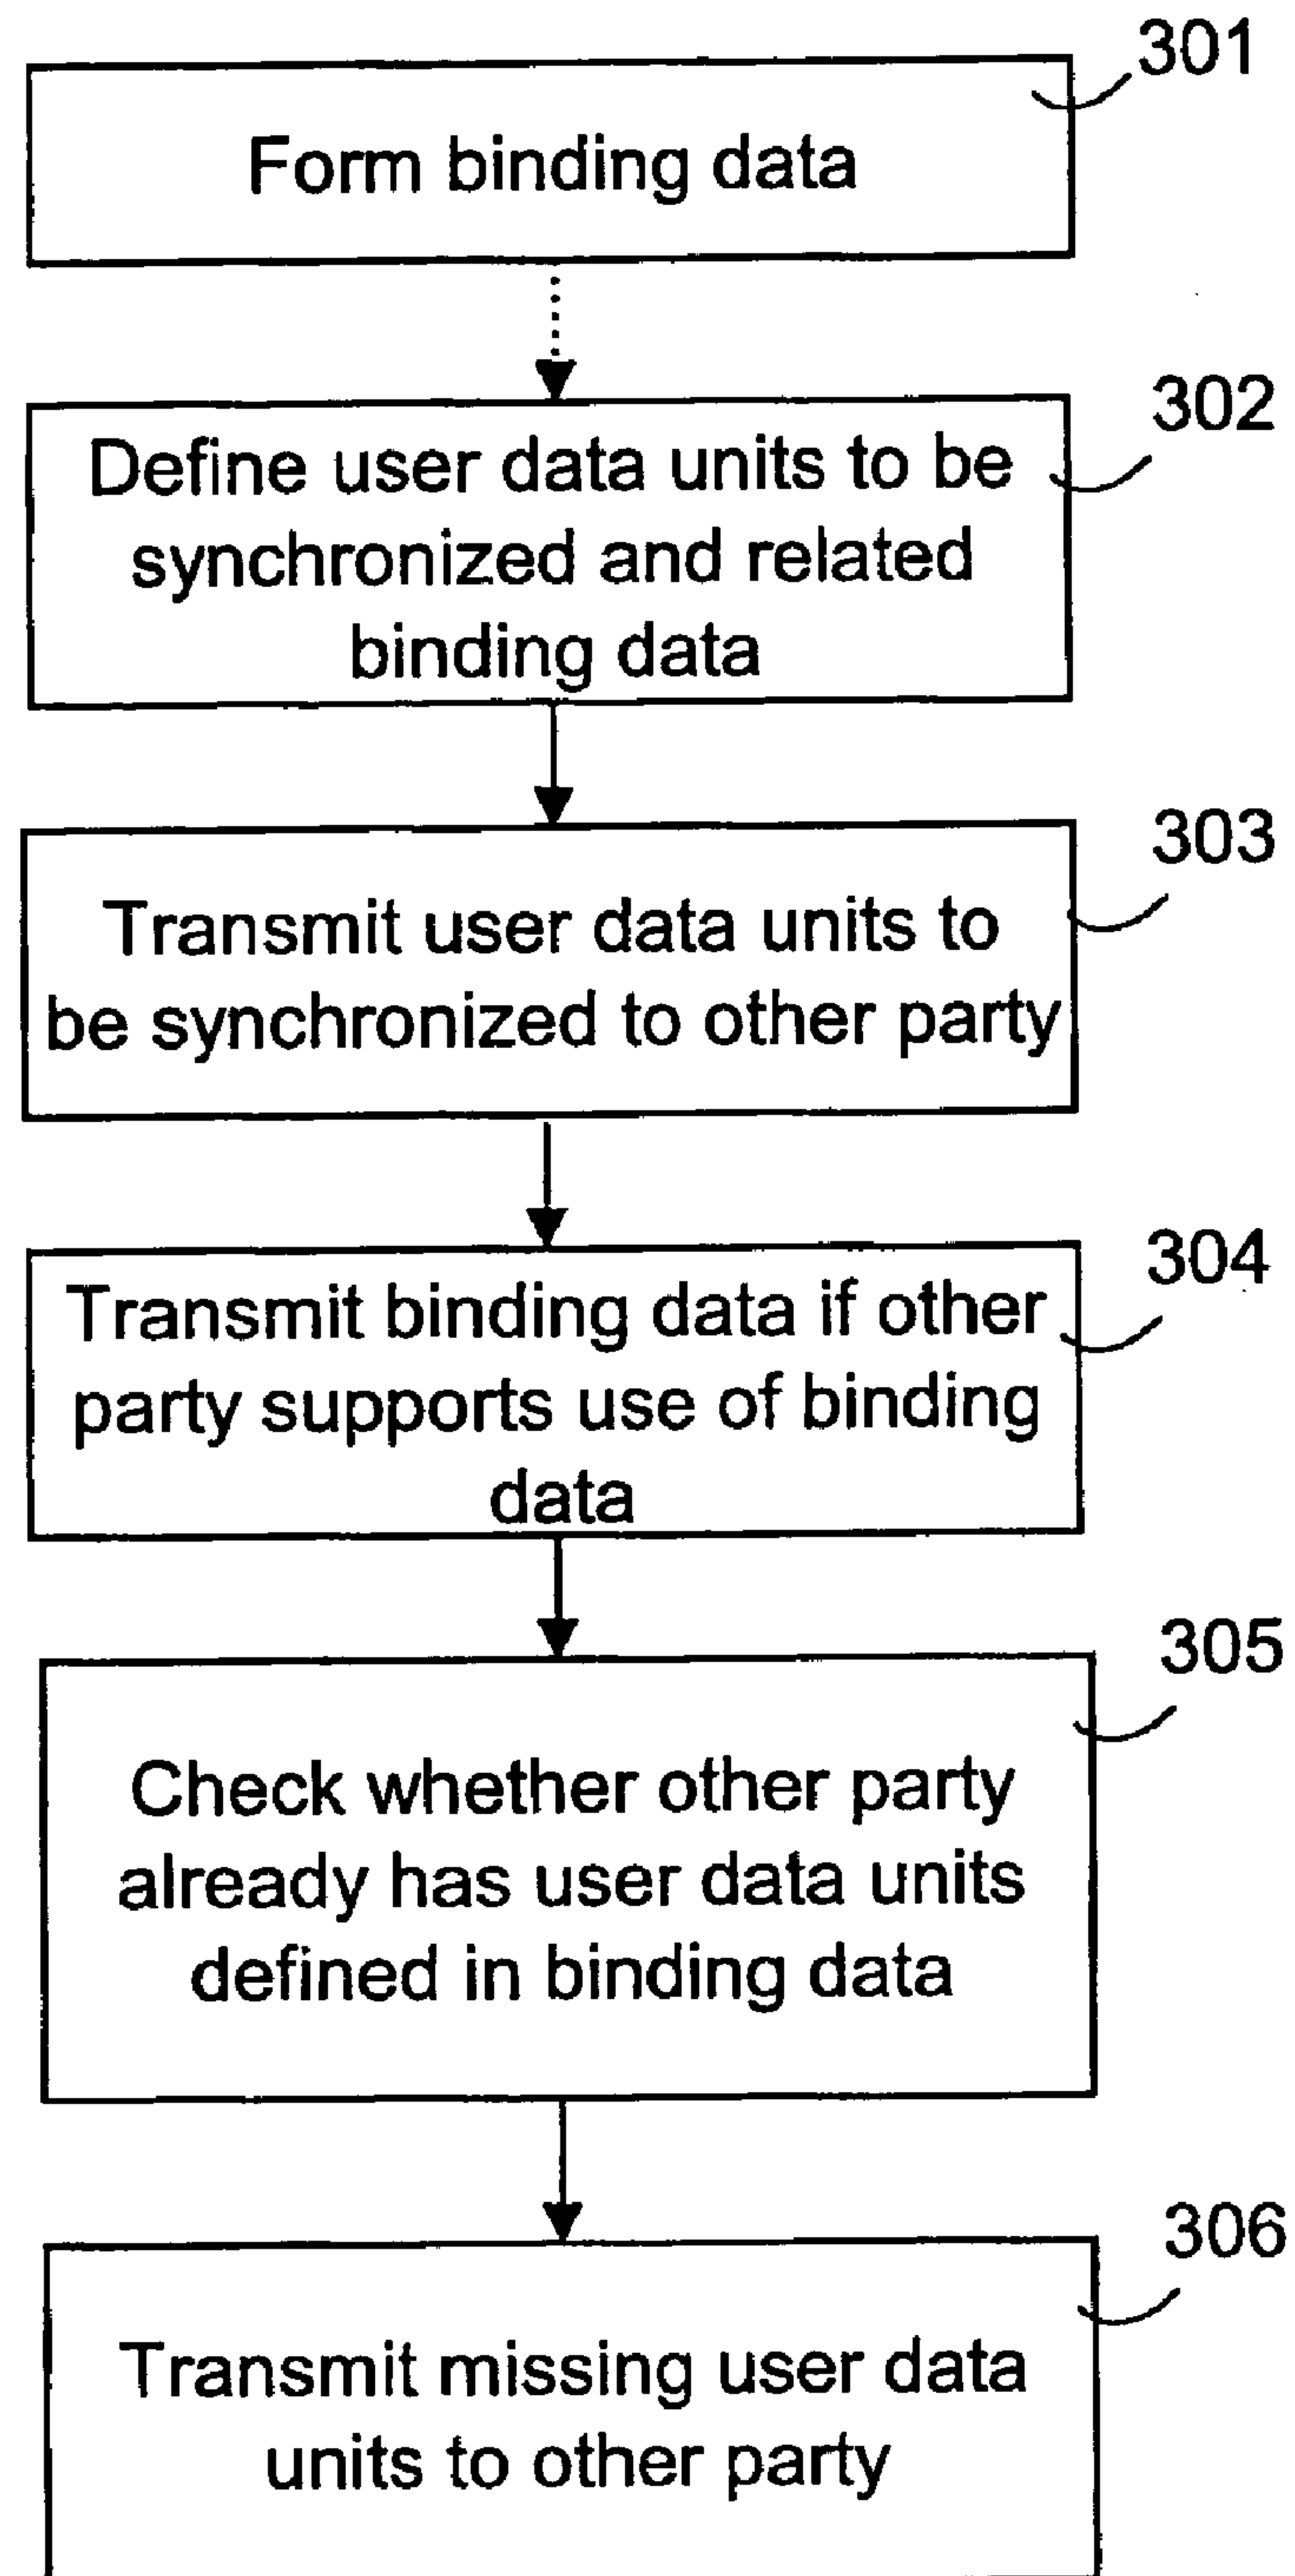 301
Form binding data
302
Define user data units to be
synchronized and related
binding data
303
Transmit user data units to
be synchronized to other party
304
Transmit binding data if other
party supports use of binding
data
305
Check whether other party
already has user data units
defined in binding data
306
Transmit missing user data
units to other party